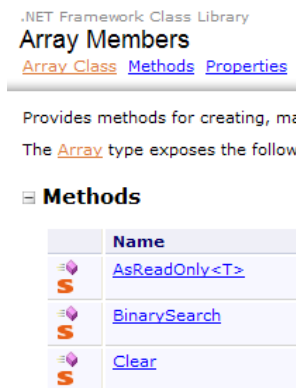 .NET Framework Class Library
Array Members
Array Class Methods Properties
Provides methods for creating, ma
The Array type exposes the follow
Methods
Name
AsReadOnly<T>
S
BinarySearch
S
Clear
S